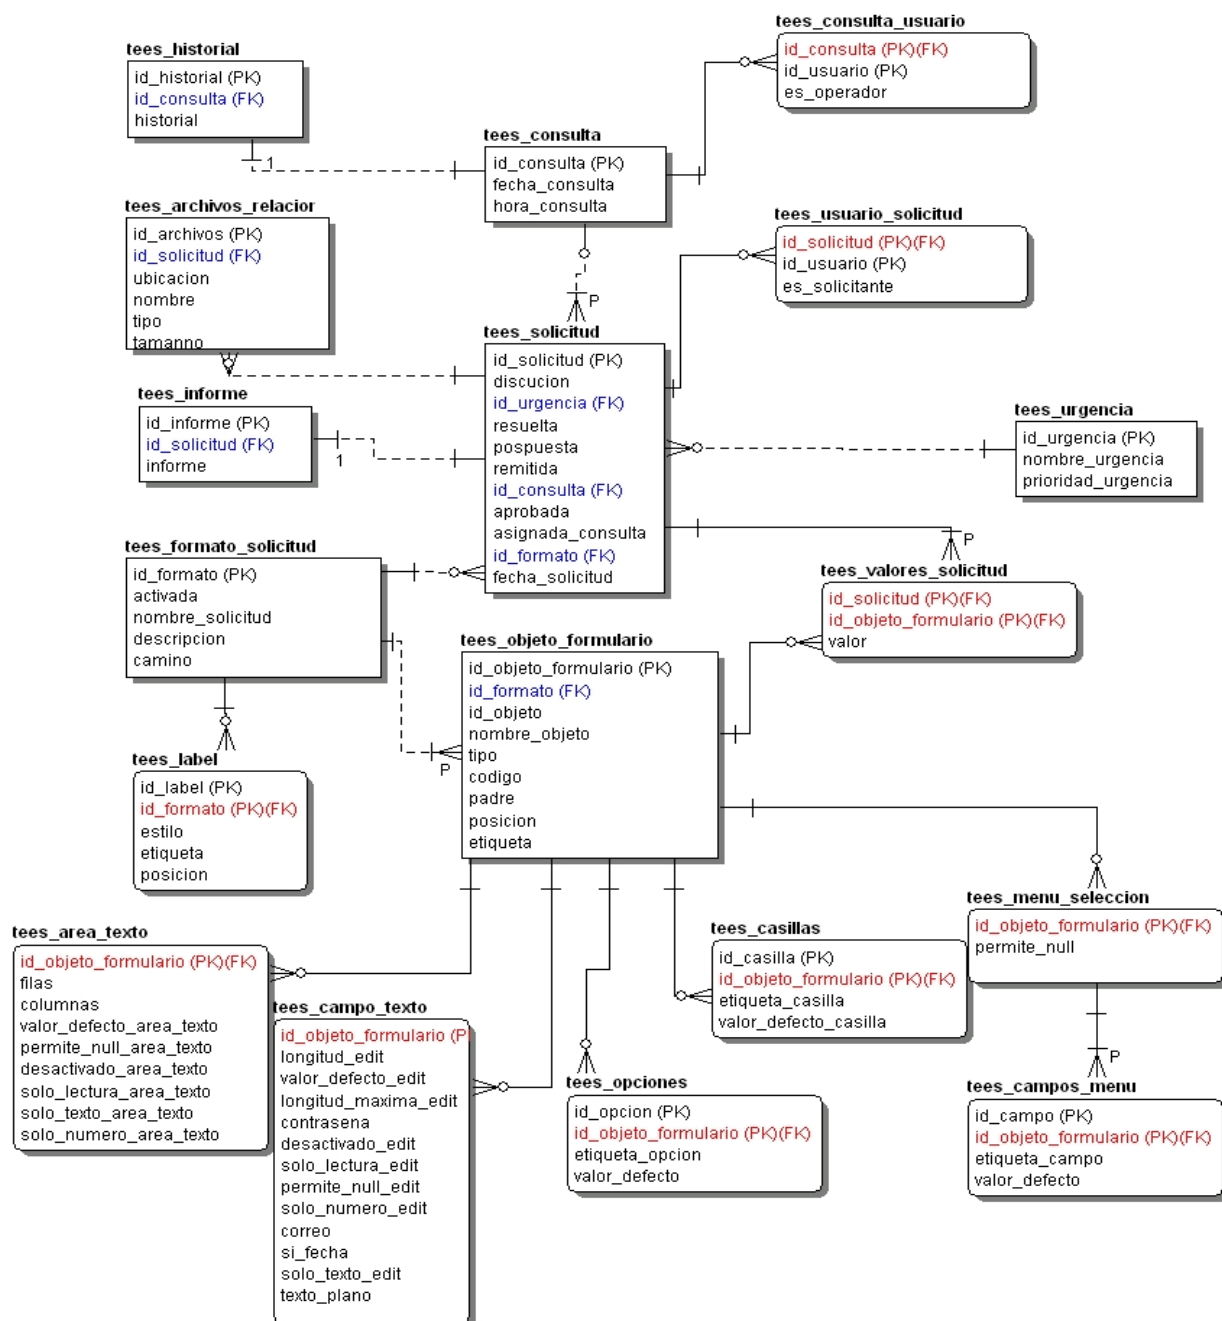 tees_consulta_usuario
id_consulta (PK)(FK)
id_usuario (PK)
es_operador
tees_historial
id_historial (PK)
id_consulta (FK)
historial
1
tees_consulta
id_consulta (PK)
fecha_consulta
hora_consulta
tees_archivos_relacior
id_archivos (PK)
id_solicitud (FK)
ubicacion
nombre
tipo
tamanno
tees_usuario_solicitud
id_solicitud (PK)(FK)
id_usuario (PK)
es_solicitante
P
tees_solicitud
id_solicitud (PK)
discucion
id_urgencia (FK)
resuelta
pospuesta
remitida
id_consulta (FK)
aprobada
asignada_consulta
id_formato (FK)
fecha_solicitud
tees_informe
id_informe (PK)
id_solicitud (FK)
informe
1
tees_urgencia
id_urgencia (PK)
nombre_urgencia
prioridad_urgencia
P
tees_formato_solicitud
id_formato (PK)
activada
nombre_solicitud
descripcion
camino
tees_valores_solicitud
id_solicitud (PK)(FK)
id_objeto_formulario (PK)(FK)
valor
tees_objeto_formulario
id_objeto_formulario (PK)
id_formato (FK)
id_objeto
nombre_objeto
tipo
codigo
padre
posicion
etiqueta
P
tees_label
id_label (PK)
id_formato (PK)(FK)
estilo
etiqueta
posicion
tees_area_texto
id_objeto_formulario (PK)(FK)
filas
columnas
valor_defecto_area_texto
permite_null_area_texto
desactivado_area_texto
solo_lectura_area_texto
solo_texto_area_texto
solo_numero_area_texto
tees_campo_texto
id_objeto_formulario (P
longitud_edit
valor_defecto_edit
longitud_maxima_edit
contrasena
desactivado_edit
solo_lectura_edit
permite_null_edit
solo_numero_edit
correo
si_fecha
solo_texto_edit
texto_plano
tees_opciones
id_opcion (PK)
id_objeto_formulario (PK)(FK)
etiqueta_opcion
valor_defecto
tees_casillas
id_casilla (PK)
id_objeto_formulario (PK)(FK)
etiqueta_casilla
valor_defecto_casilla
tees_menu_seleccion
id_objeto_formulario (PK)(FK)
permite_null
P
tees_campos_menu
id_campo (PK)
id_objeto_formulario (PK)(FK)
etiqueta_campo
valor_defecto